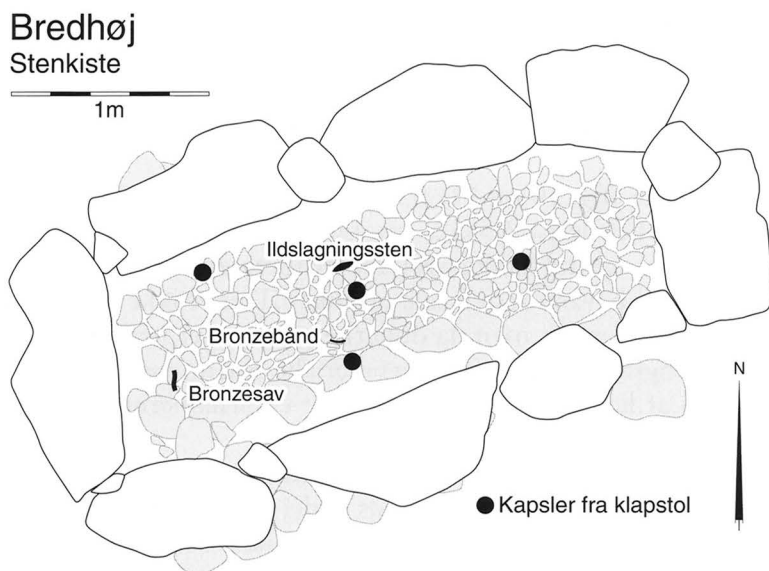 Bredhøj
Stenkiste
1m
Ildslagningssten
Bronzebånd
Bronzesav
N
Kapsler fra klapstol